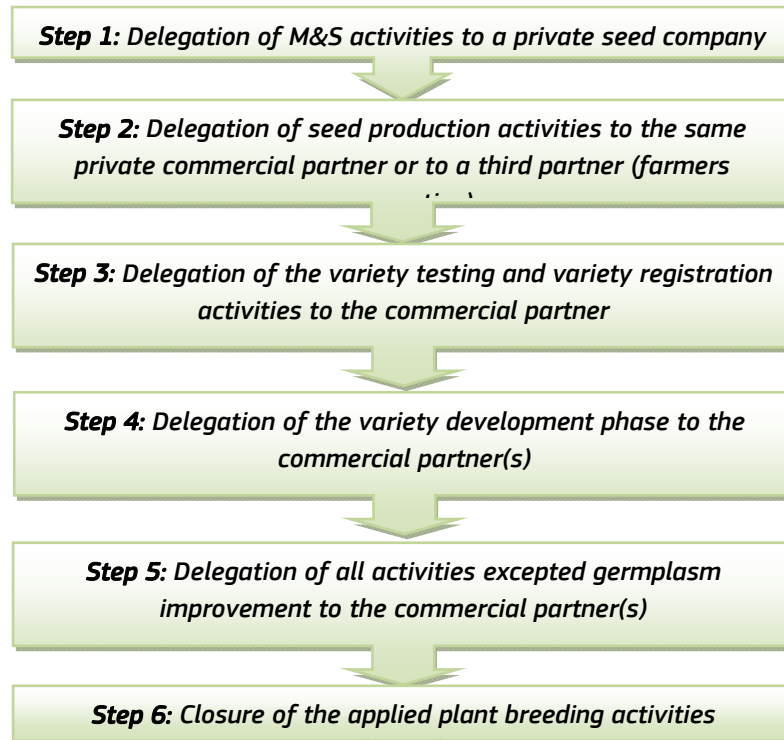 Step 1: Delegation of M&S activities to a private seed company
Step 2: Delegation of seed production activities to the same
private commercial partner or to a third partner (farmers
Step 3: Delegation of the variety testing and variety registration
activities to the commercial partner
Step 4: Delegation of the variety development phase to the
commercial partner(s)
Step 5: Delegation of all activities excepted germplasm
improvement to the commercial partner(s)
Step 6: Closure of the applied plant breeding activities